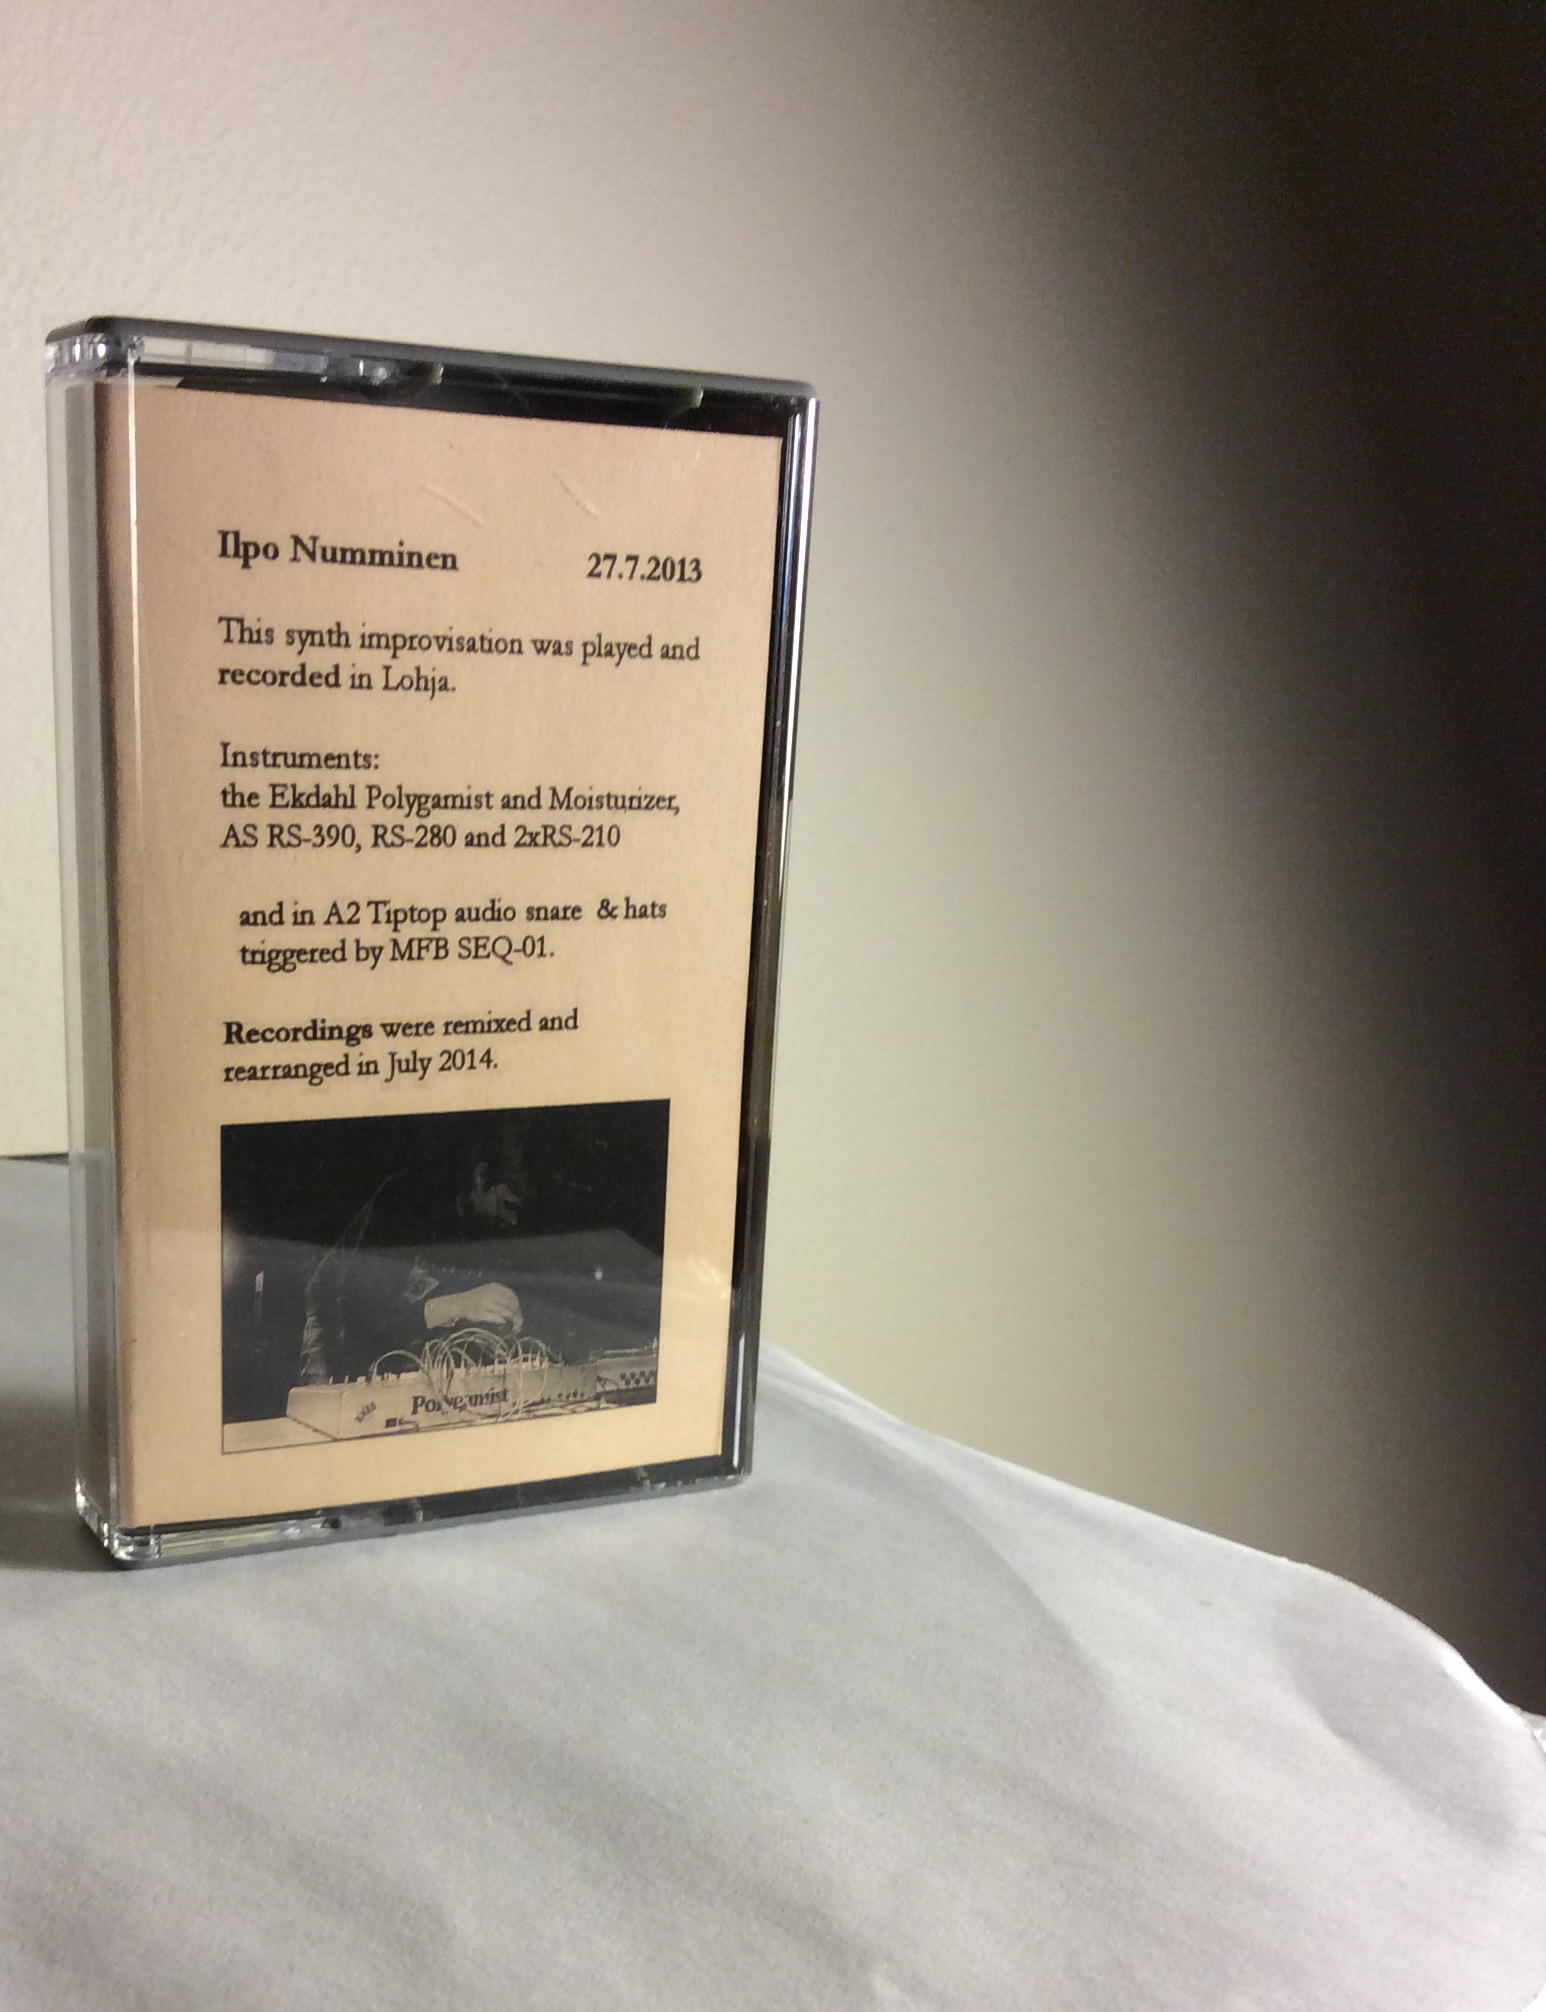 Ilpo Numminen 27.7.2013
This synth improvisation was played and
recorded in Lohja.
Instruments:
the Ekdahl Polygamist and Moisturizer,
AS RS-390, RS-280 and 2xRS-210
and in A2 Tiptop audio snare & hats
triggered by MFB SEQ-01.
Recordings were remixed and
rearranged in July 2014.
Polygamist